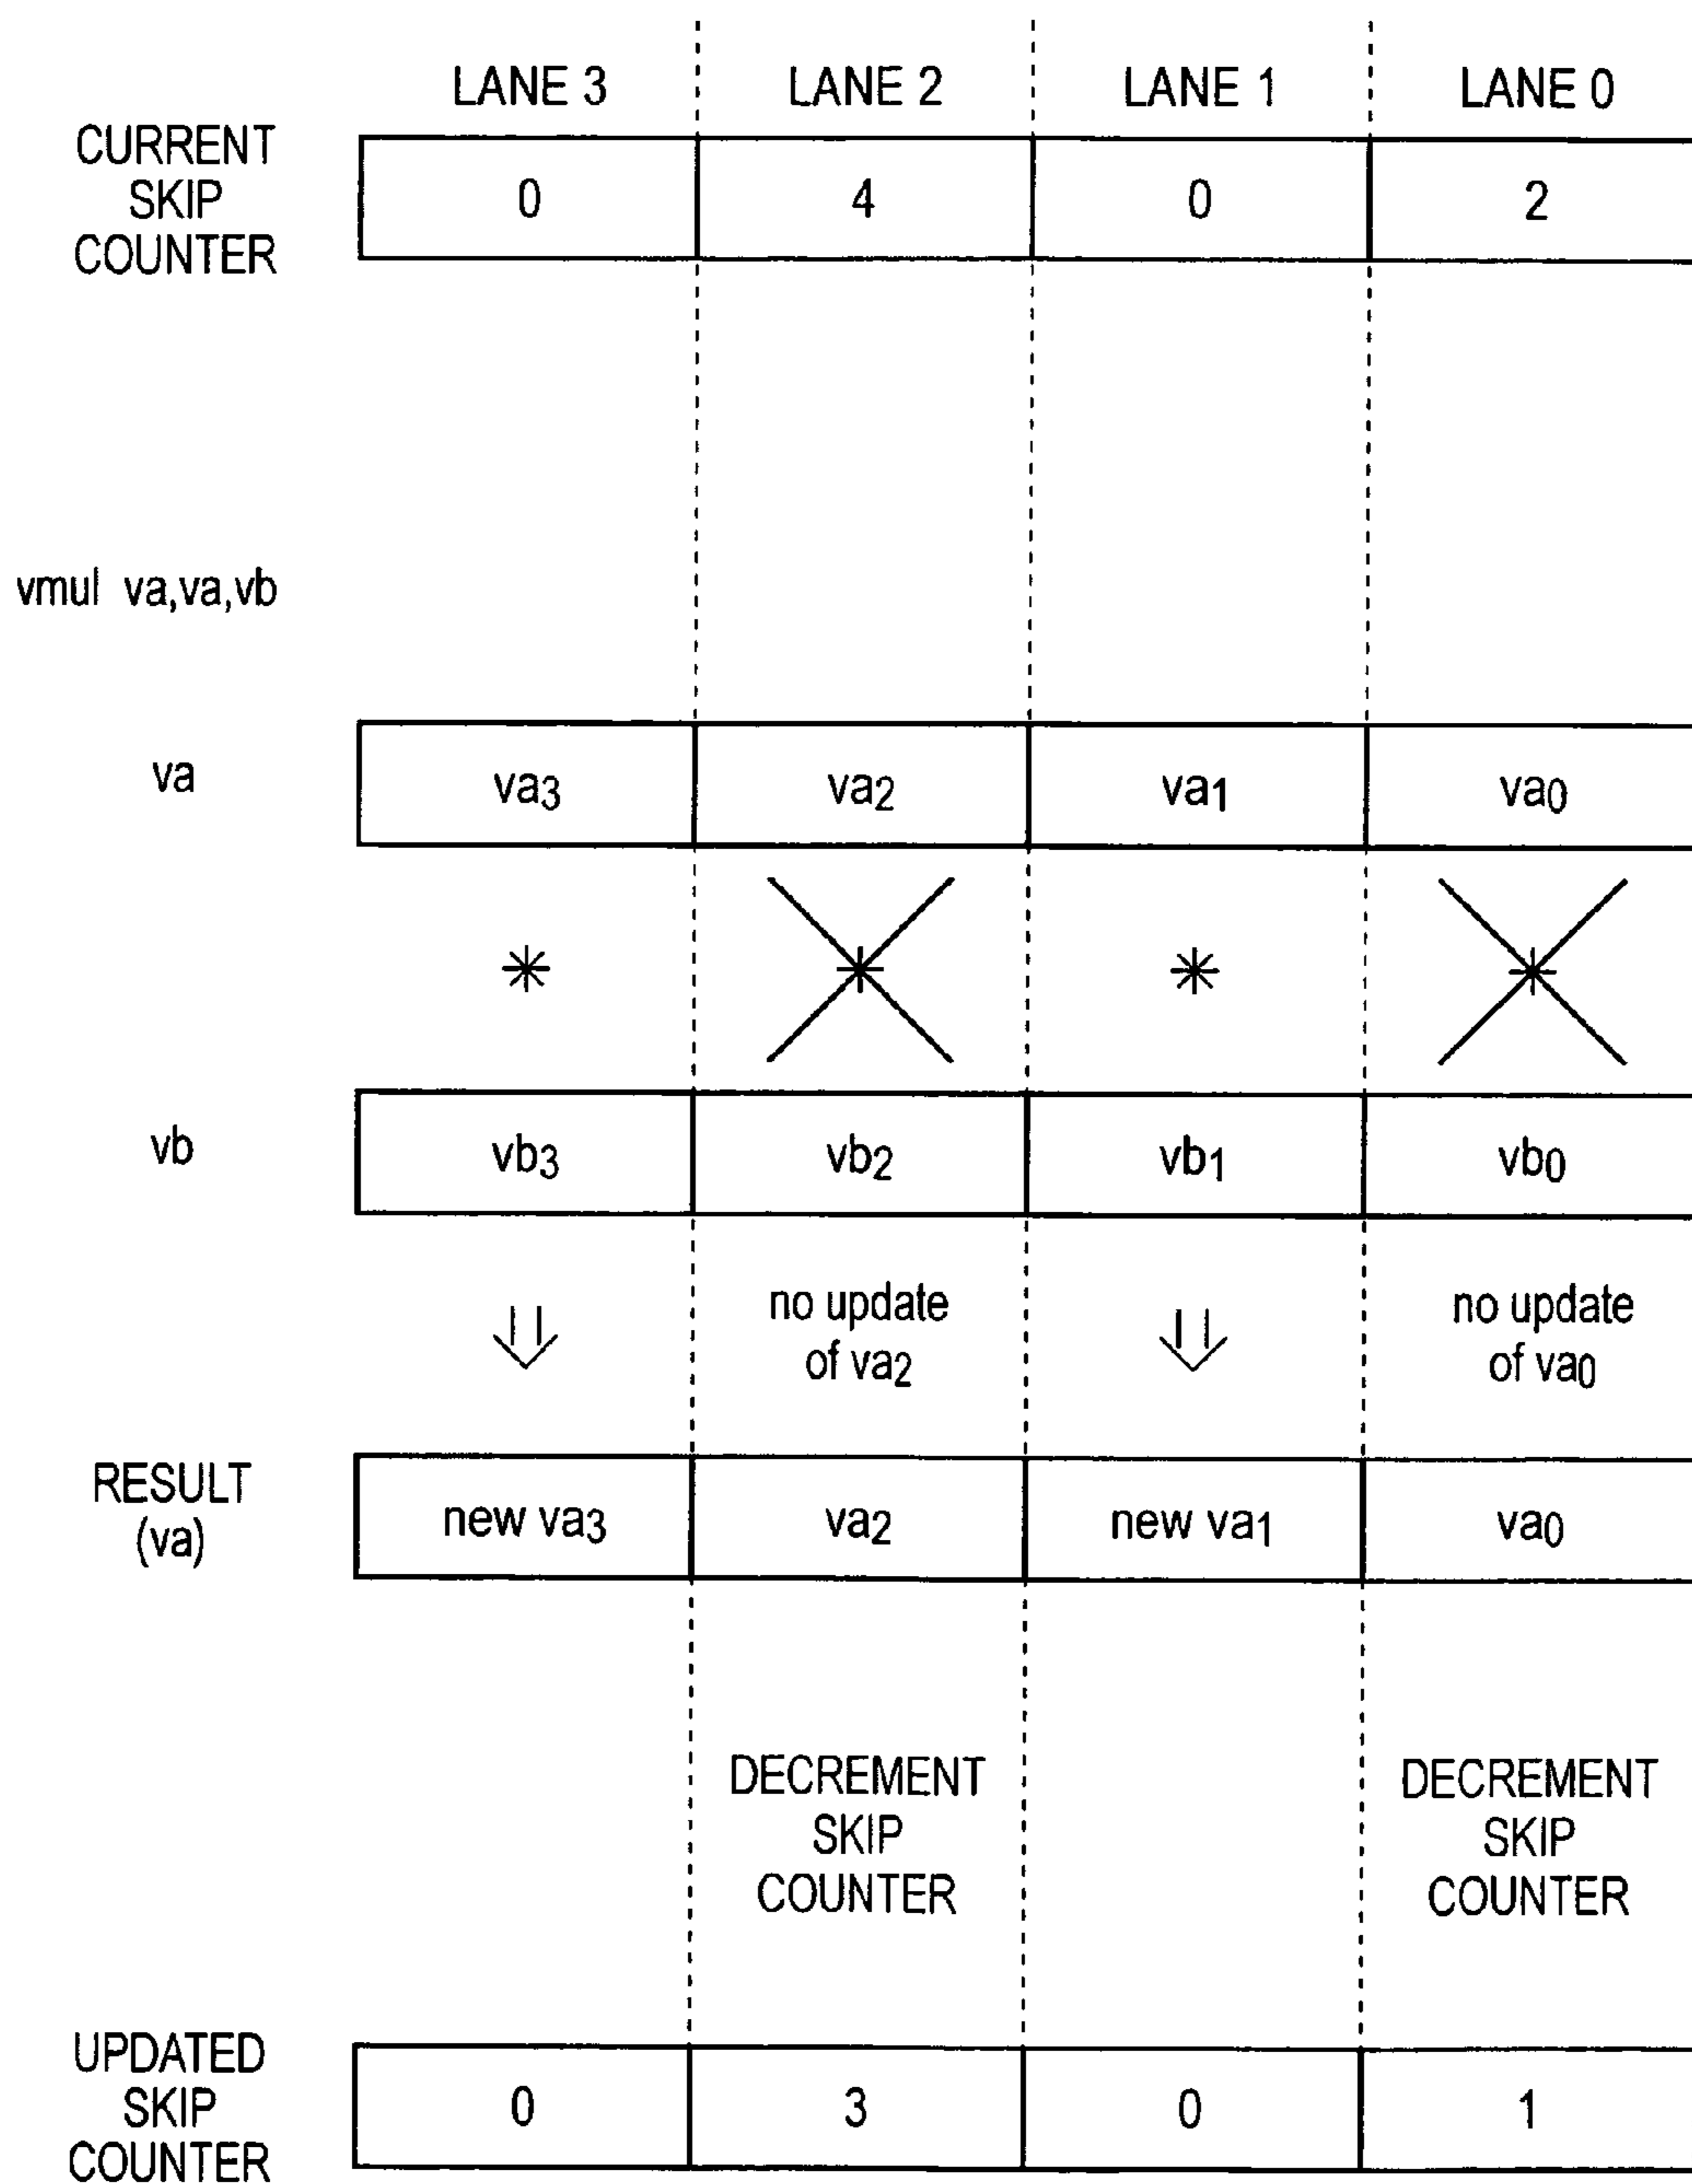 LANE 3 LANE 2 LANE 1 LANE 0
CURRENT
SKIP
COUNTER
0 4 0 2
vmul va,va,vb
va
va3 va2 va1 va0
* * * *
vb
vb3 vb2 vb1 vb0
no update
of va2
no update
of va0
RESULT
(va)
new va3 va2 new va1 va0
DECREMENT
SKIP
COUNTER
DECREMENT
SKIP
COUNTER
UPDATED
SKIP
COUNTER
0 3 0 1